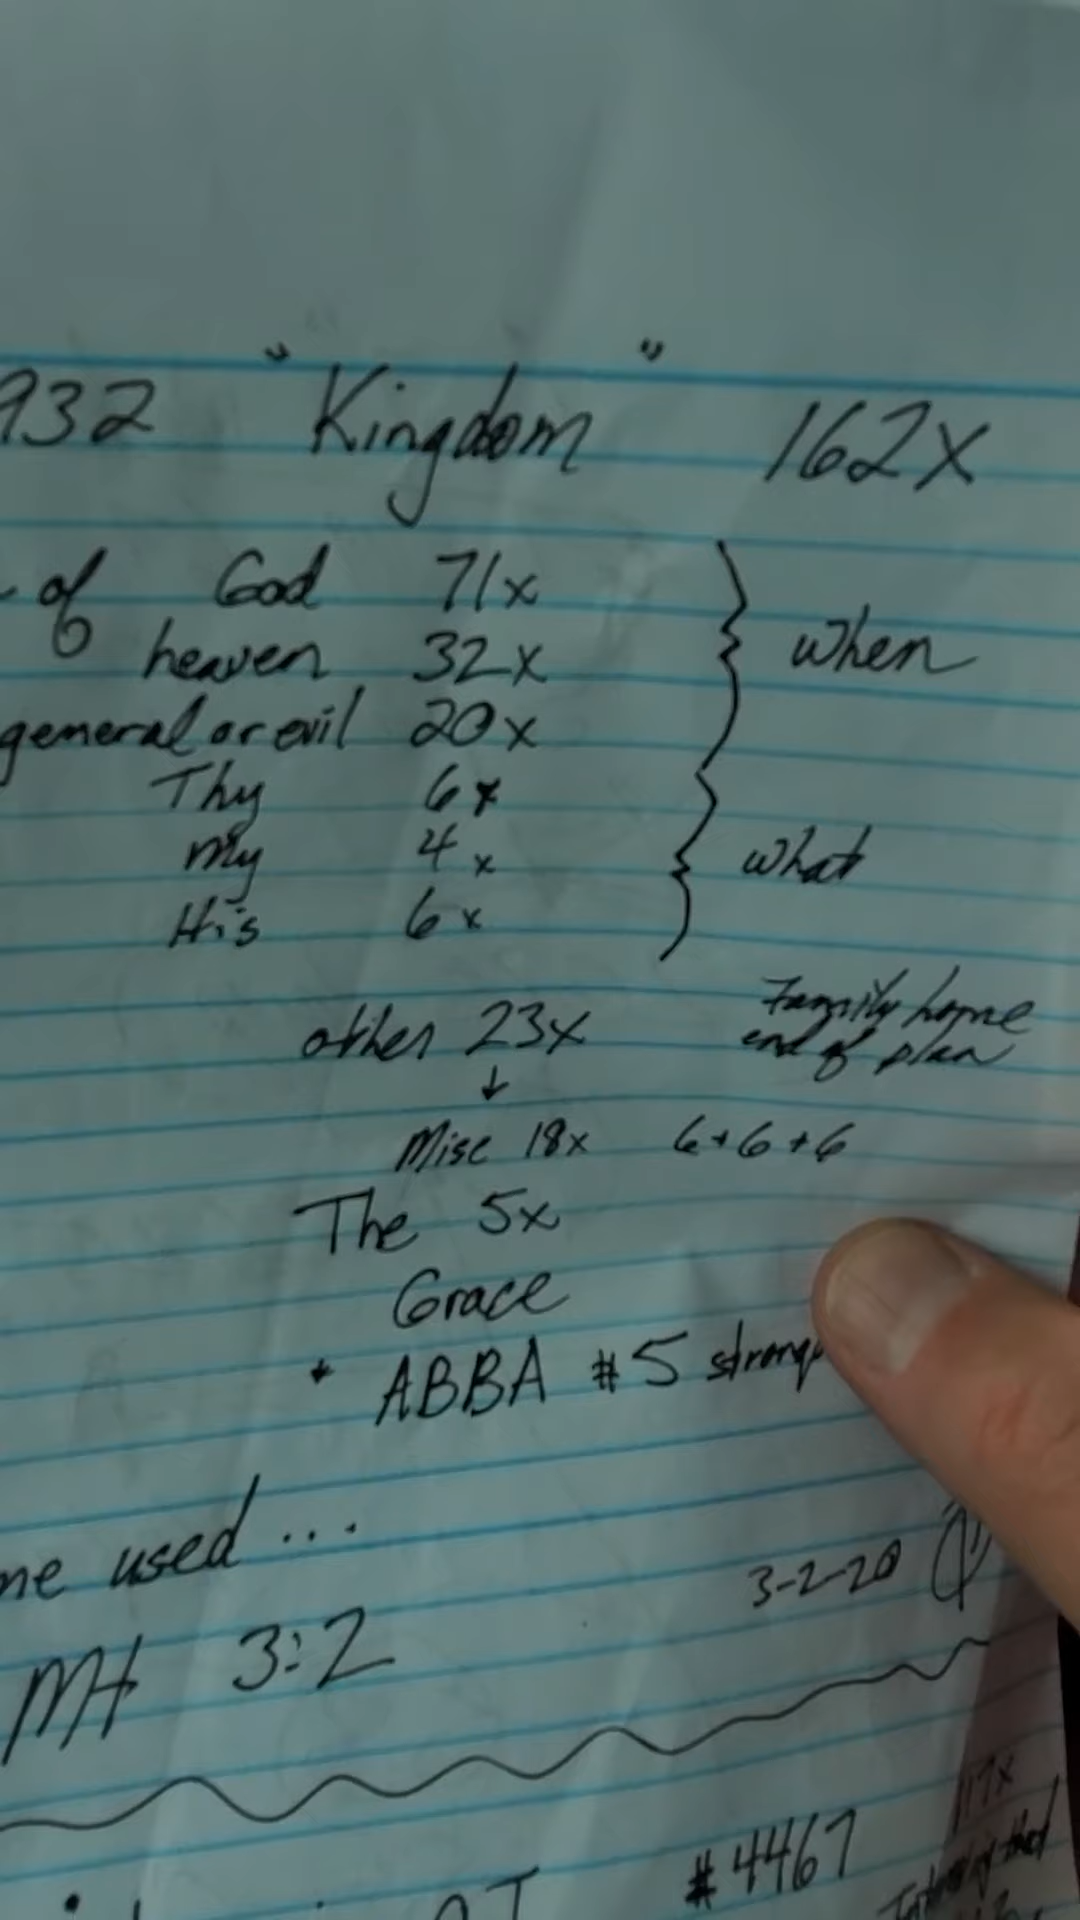 932 "Kingdom" 162x
of God 71x
heaven 32x when
general or evil 20x
Thy 6x
My 4x what
His 6x
other 23x Family home
end of plan
↓
Misc 18x 6+6+6
The 5x
Grace
ABBA #5 strong
used ...
3-2-20
Mt 3:2
17x
#4467